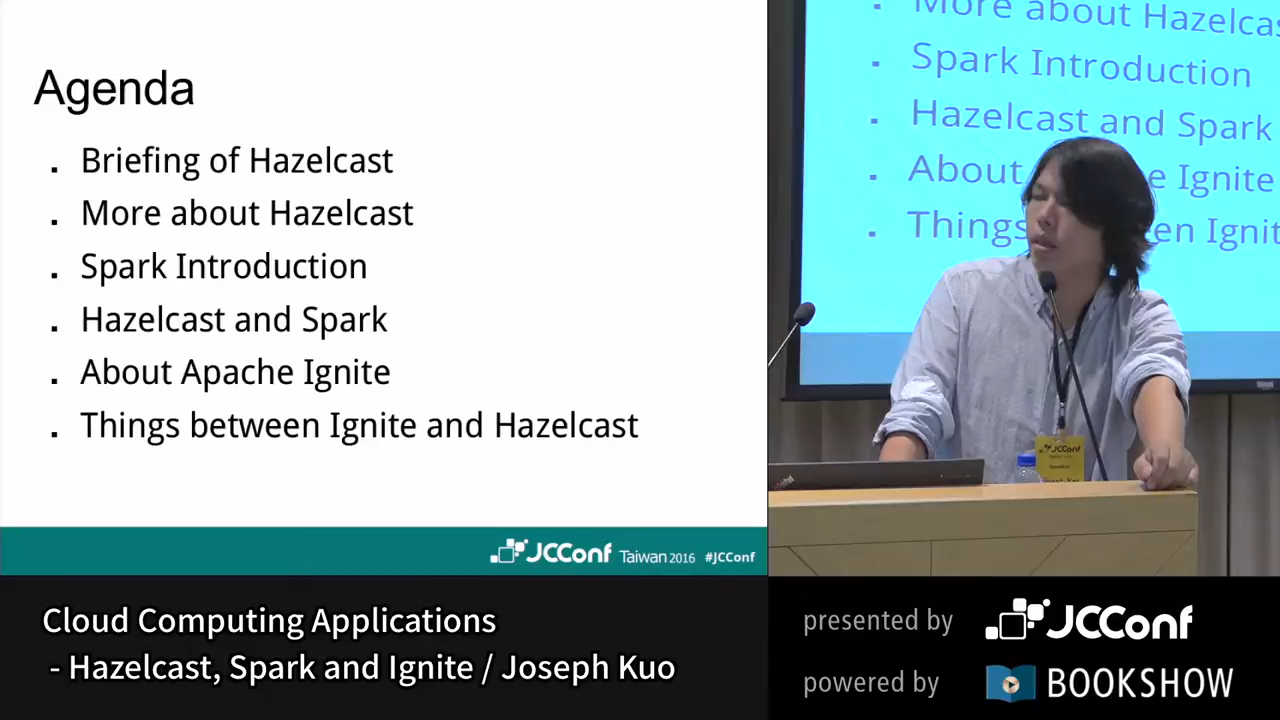 Agenda
. Briefing of Hazelcast
. More about Hazelcast
. Spark Introduction
. Hazelcast and Spark
. About Apache Ignite
. Things between Ignite and Hazelcast
JCConf Taiwan 2016 #JCConf
More about Hazelcas
Spark Introduction
Hazelcast and Spark
About e Ignite
Things en Ignit
JCConf
Cloud Computing Applications
- Hazelcast, Spark and Ignite / Joseph Kuo
presented by JCConf
powered by BOOKSHOW